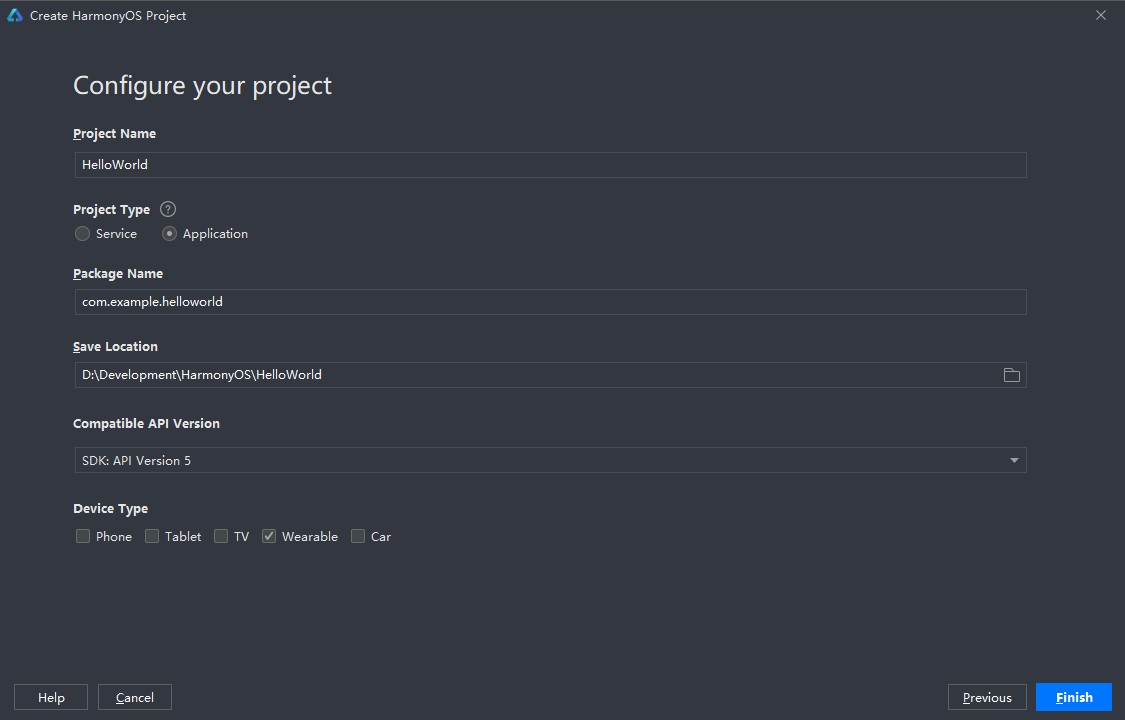 Create HarmonyOS Project
Configure your project
Project Name
HelloWorld
Project Type ?
Service Application
Package Name
com.example.helloworld
Save Location
D:\Development\HarmonyOS\HelloWorld
Compatible API Version
SDK: API Version 5
Device Type
Phone Tablet TV Wearable Car
Help Cancel Previous Finish